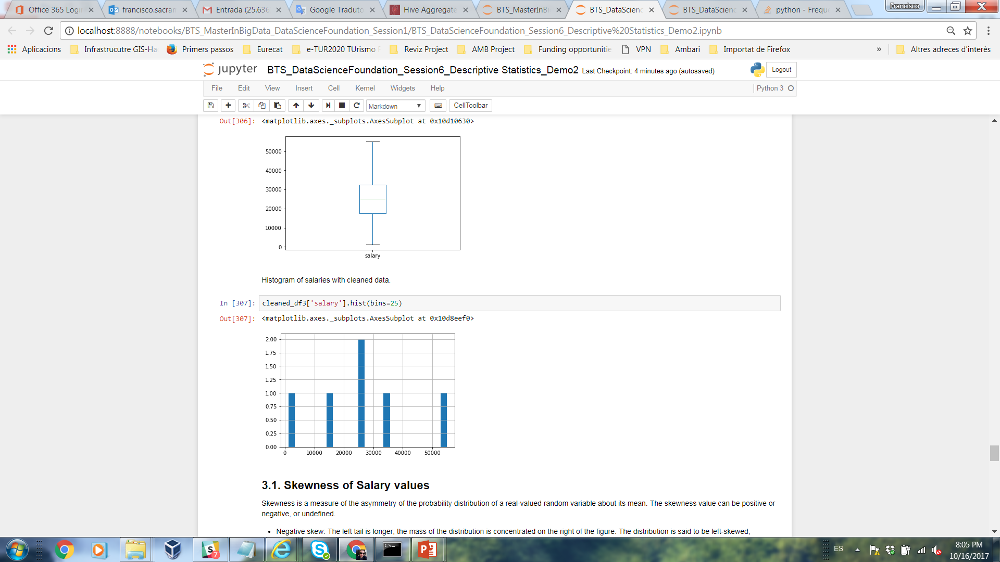 Office 365 Logi
francisco.sacram
Entrada (25.636
Google Traduto
Hive Aggregate
BTS_MasterInBi
BTS_DataScienc
BTS_DataScienc
python - Freque
Francisco
localhost:8888/notebooks/BTS_MasterInBigData_DataScienceFoundation_Session1/BTS_DataScienceFoundation_Session6_Descriptive%20Statistics_Demo2.ipynb
Aplicacions
Infrastrucutre GIS-Ha
Primers passos
Eurecat
e-TUR2020 TUrismo
Reviz Project
AMB Project
Funding opportunitie
VPN
Ambari
Importat de Firefox
»
Altres adreces d'interès
jupyter BTS_DataScienceFoundation_Session6_Descriptive Statistics_Demo2 Last Checkpoint: 4 minutes ago (autosaved)
Logout
File Edit View Insert Cell Kernel Widgets Help
Python 3
Markdown
CellToolbar
Out[306]: <matplotlib.axes._subplots.AxesSubplot at 0x10d10630>
50000
40000
30000
20000
10000
0
salary
Histogram of salaries with cleaned data.
In [307]: cleaned_df3['salary'].hist(bins=25)
Out[307]: <matplotlib.axes._subplots.AxesSubplot at 0x10d8eef0>
2.00
1.75
1.50
1.25
1.00
0.75
0.50
0.25
0.00
0 10000 20000 30000 40000 50000
3.1. Skewness of Salary values
Skewness is a measure of the asymmetry of the probability distribution of a real-valued random variable about its mean. The skewness value can be positive or
negative, or undefined.
• Negative skew: The left tail is longer; the mass of the distribution is concentrated on the right of the figure. The distribution is said to be left-skewed,
7
ES
8:05 PM
10/16/2017